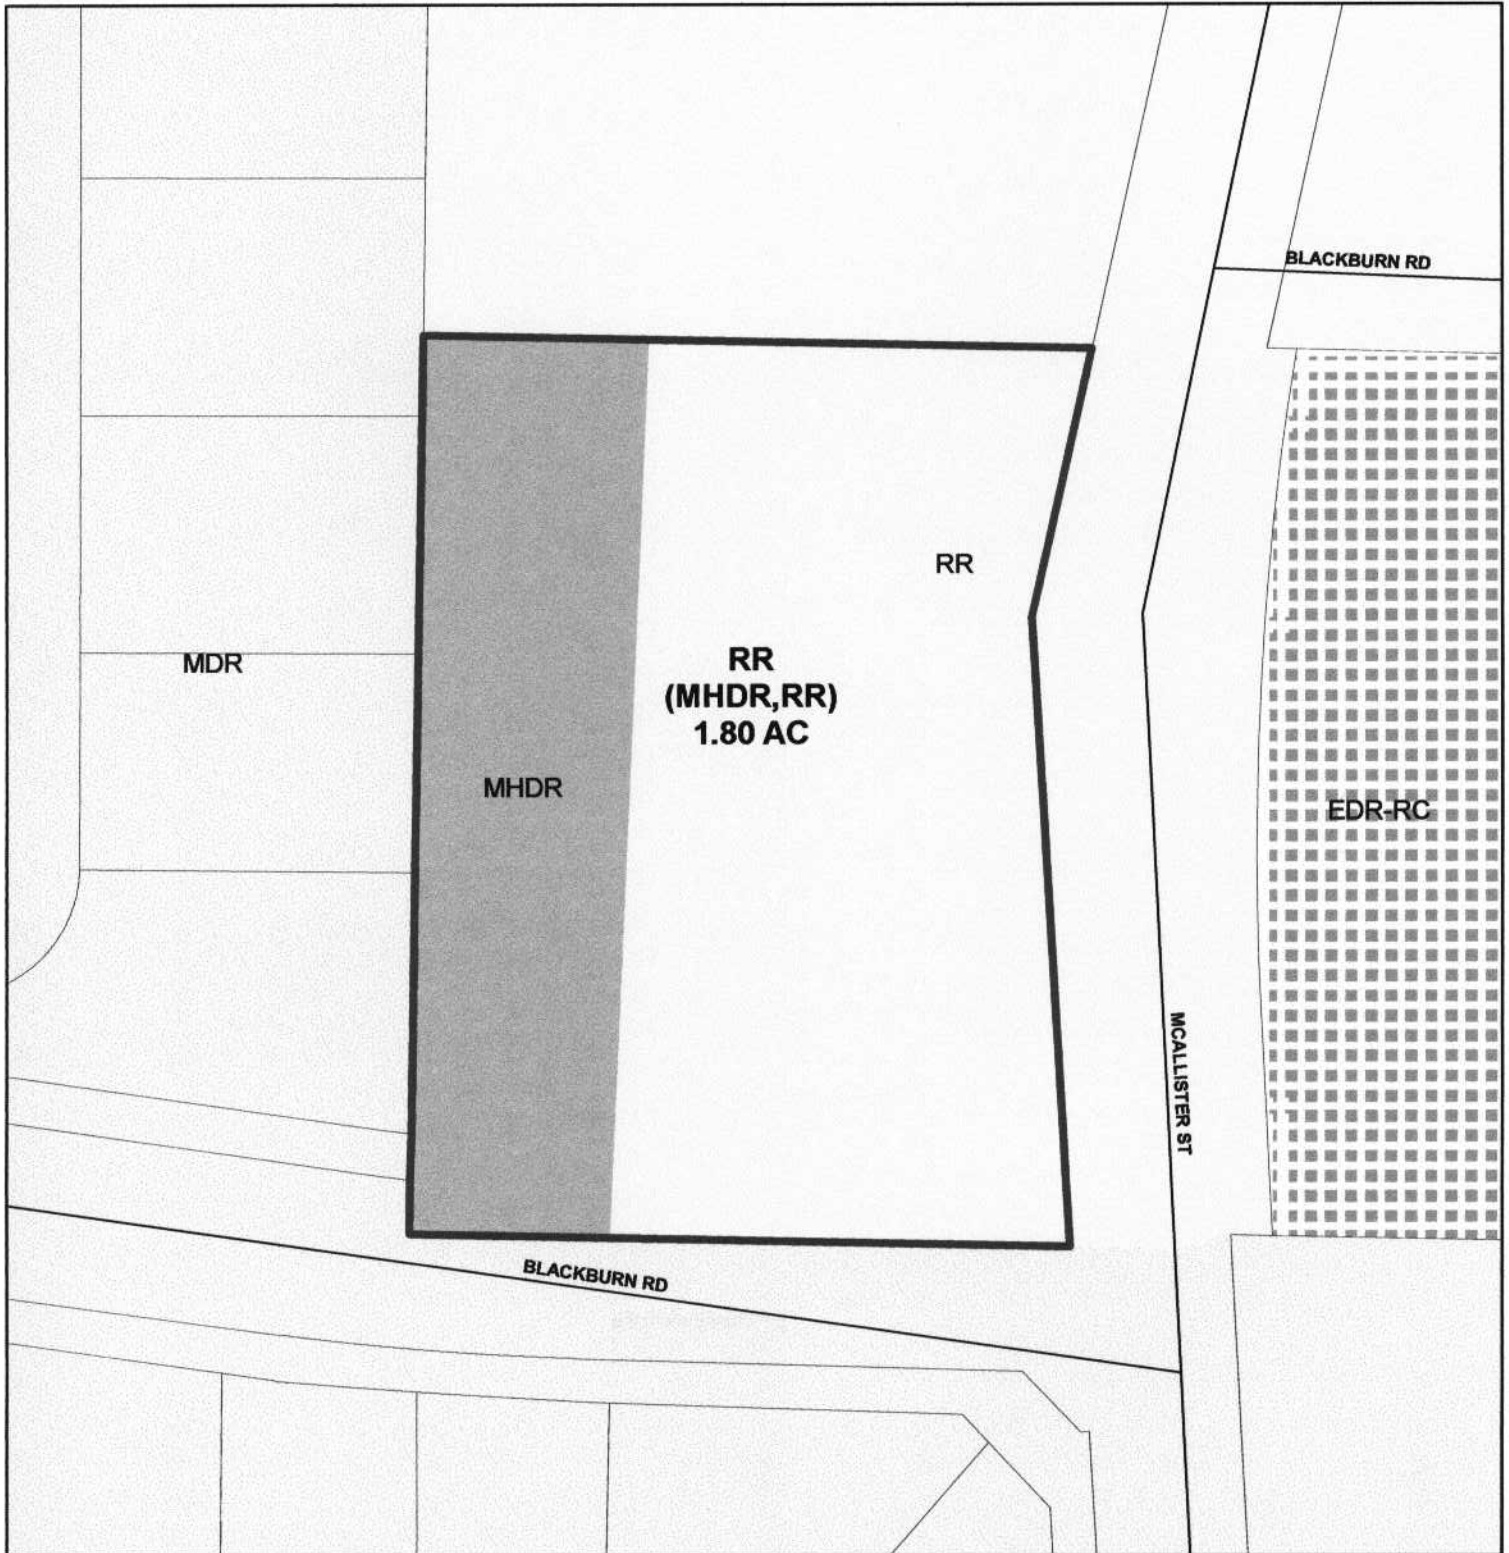 BLACKBURN RD
RR
RR
(MHDR,RR)
1.80 AC
MDR
MHDR
EDR-RC
MCALLISTER ST
BLACKBURN RD